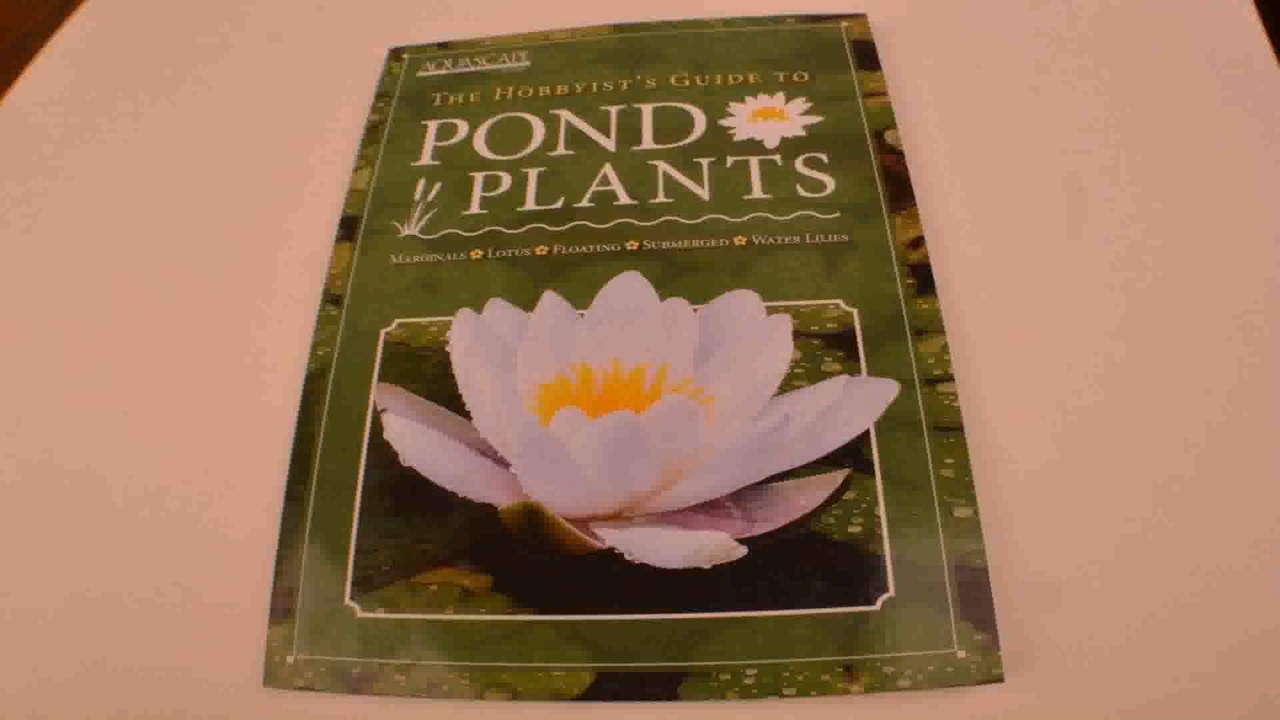 AQUASCAPE
THE HOBBYIST'S GUIDE TO
POND
PLANTS
MARGINALS ✿ LOTUS ✿ FLOATING ✿ SUBMERGED ✿ WATER LILIES